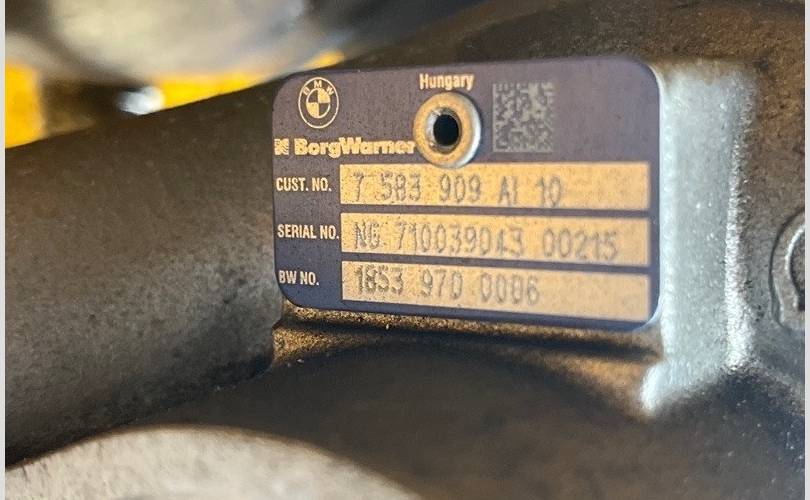 Hungary
BMW
BorgWarner
CUST. NO. 7 583 909 AI 10
SERIAL NO. NG 710039043 00215
BW NO. 1853 970 0086